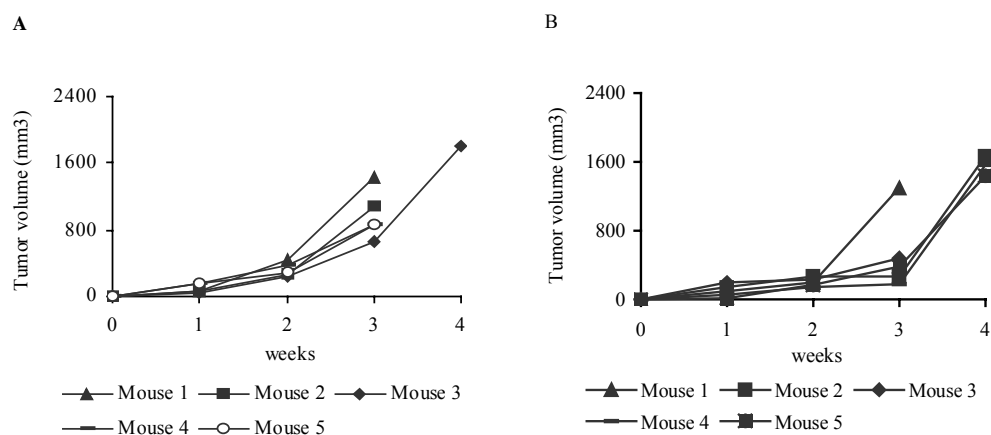 A
B
Tumor volume (mm3)
2400
1600
800
0
0 1 2 3 4
weeks
Mouse 1 Mouse 2 Mouse 3
Mouse 4 Mouse 5
Tumor volume (mm3)
2400
1600
800
0
0 1 2 3 4
weeks
Mouse 1 Mouse 2 Mouse 3
Mouse 4 Mouse 5